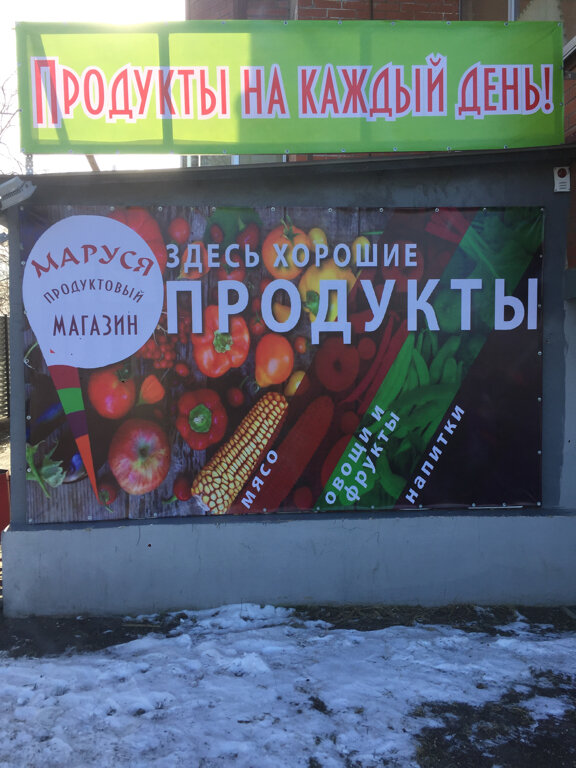 Продукты на каждый день!
Маруся
продуктовый
магазин
здесь хорошие
продукты
мясо
овощи и
фрукты
напитки